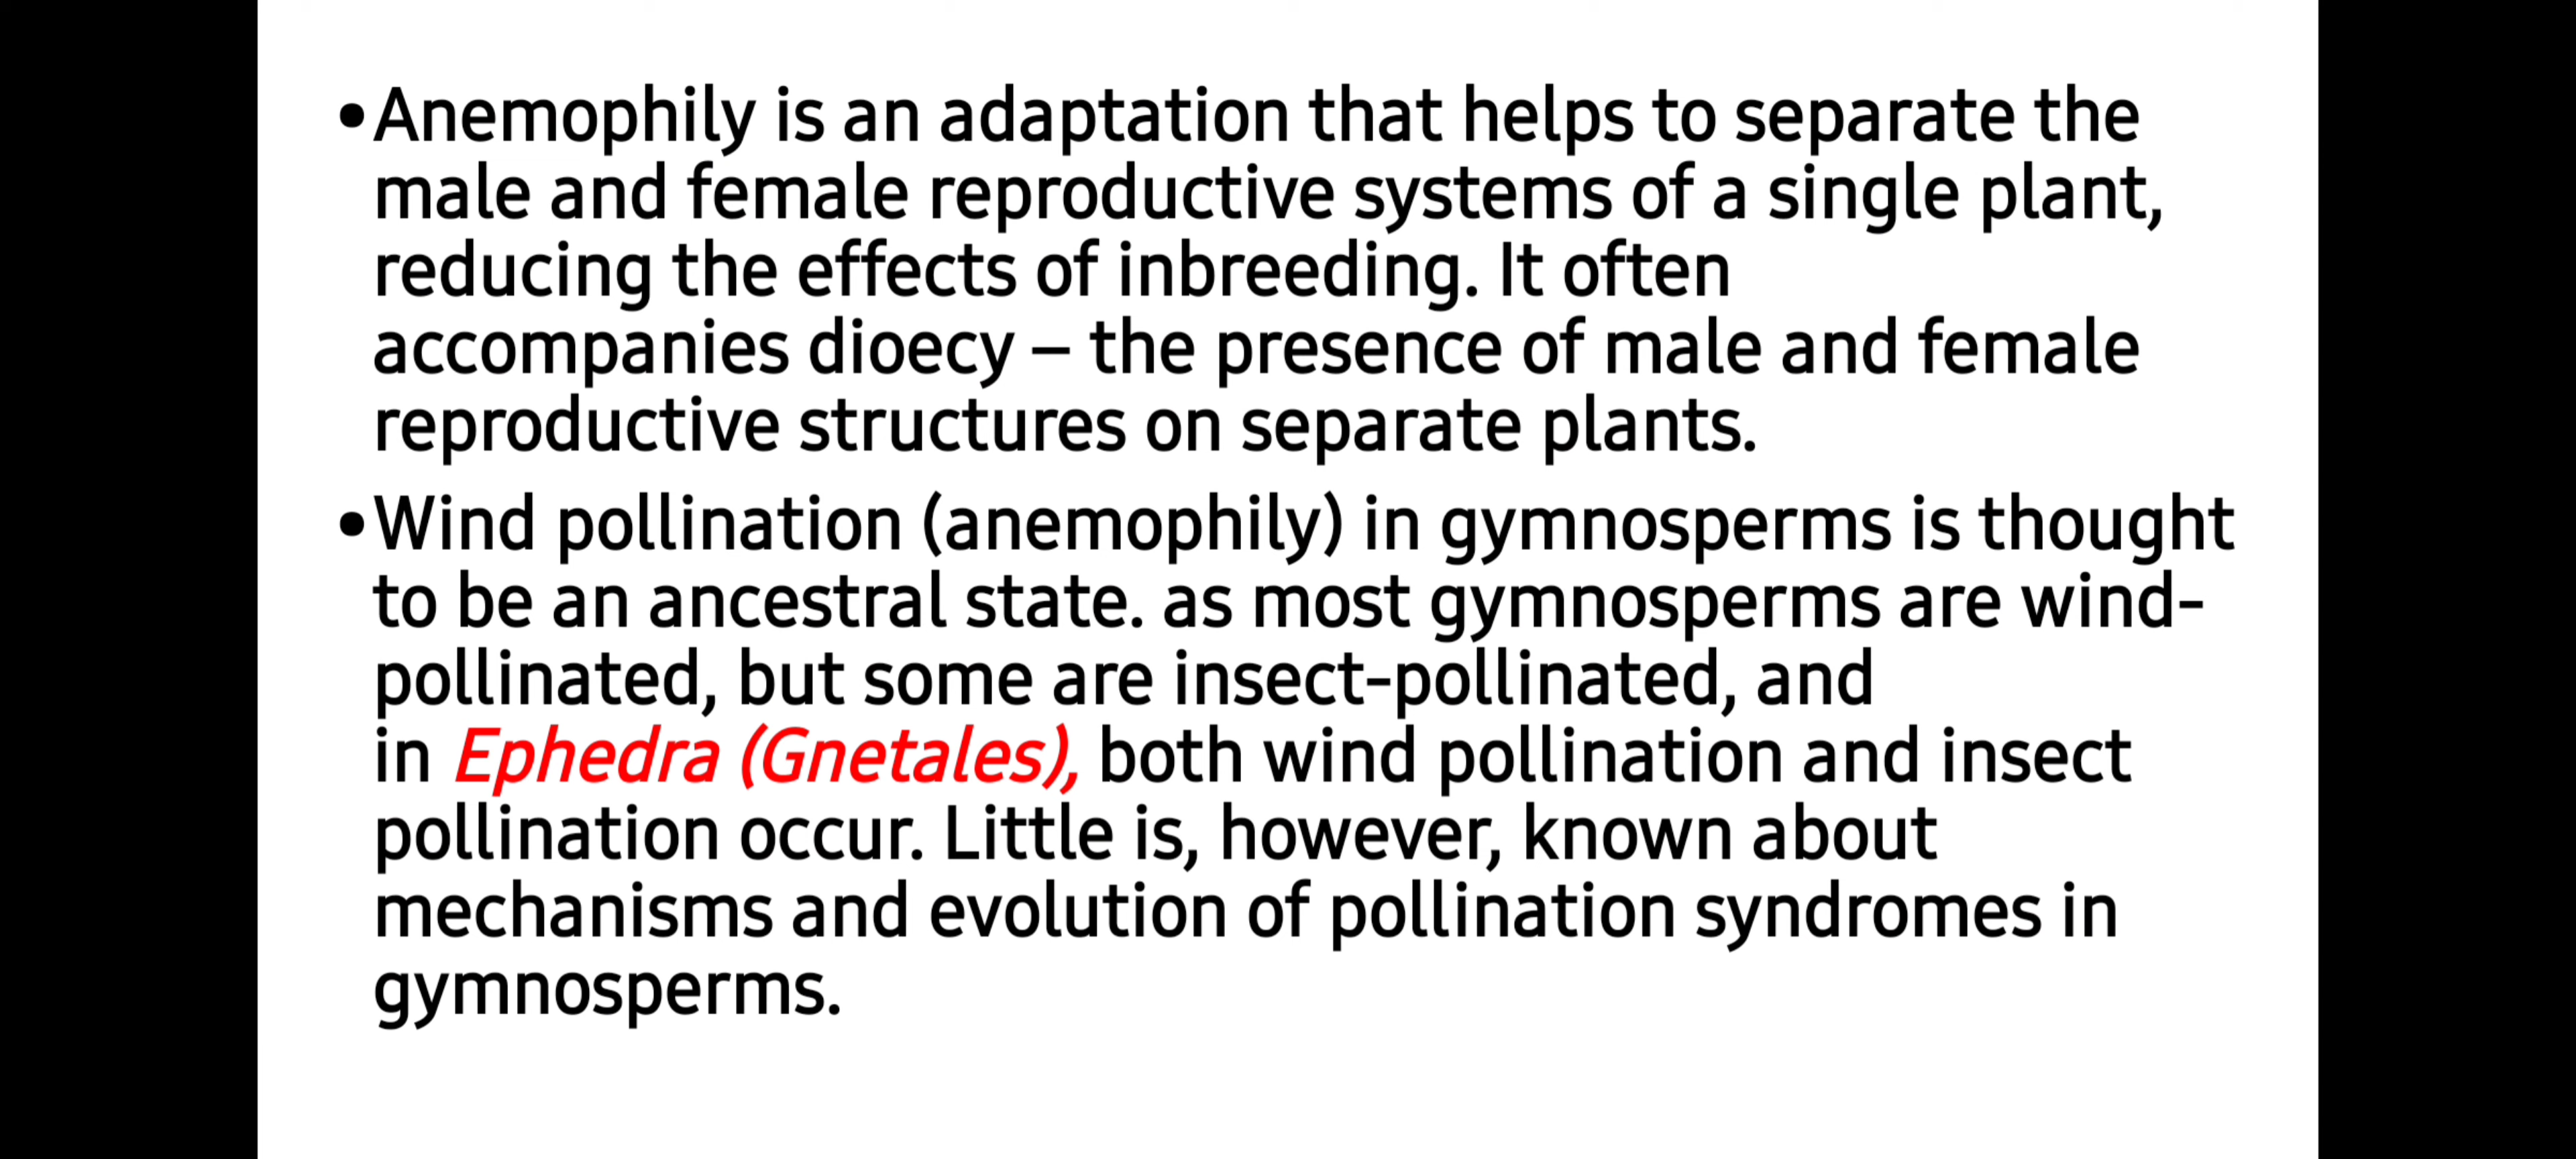 •Anemophily is an adaptation that helps to separate the
male and female reproductive systems of a single plant,
reducing the effects of inbreeding. It often
accompanies dioecy – the presence of male and female
reproductive structures on separate plants.
•Wind pollination (anemophily) in gymnosperms is thought
to be an ancestral state. as most gymnosperms are wind-
pollinated, but some are insect-pollinated, and
in Ephedra (Gnetales), both wind pollination and insect
pollination occur. Little is, however, known about
mechanisms and evolution of pollination syndromes in
gymnosperms.